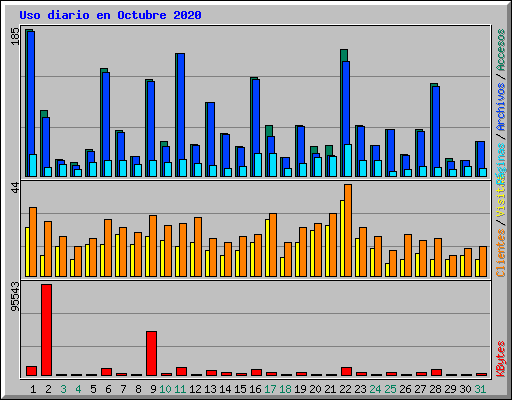 Uso diario en Octubre 2020
185
44
95543
Clientes / Visitas
Páginas / Archivos / Accesos
KBytes
1 2 3 4 5 6 7 8 9 10 11 12 13 14 15 16 17 18 19 20 21 22 23 24 25 26 27 28 29 30 31